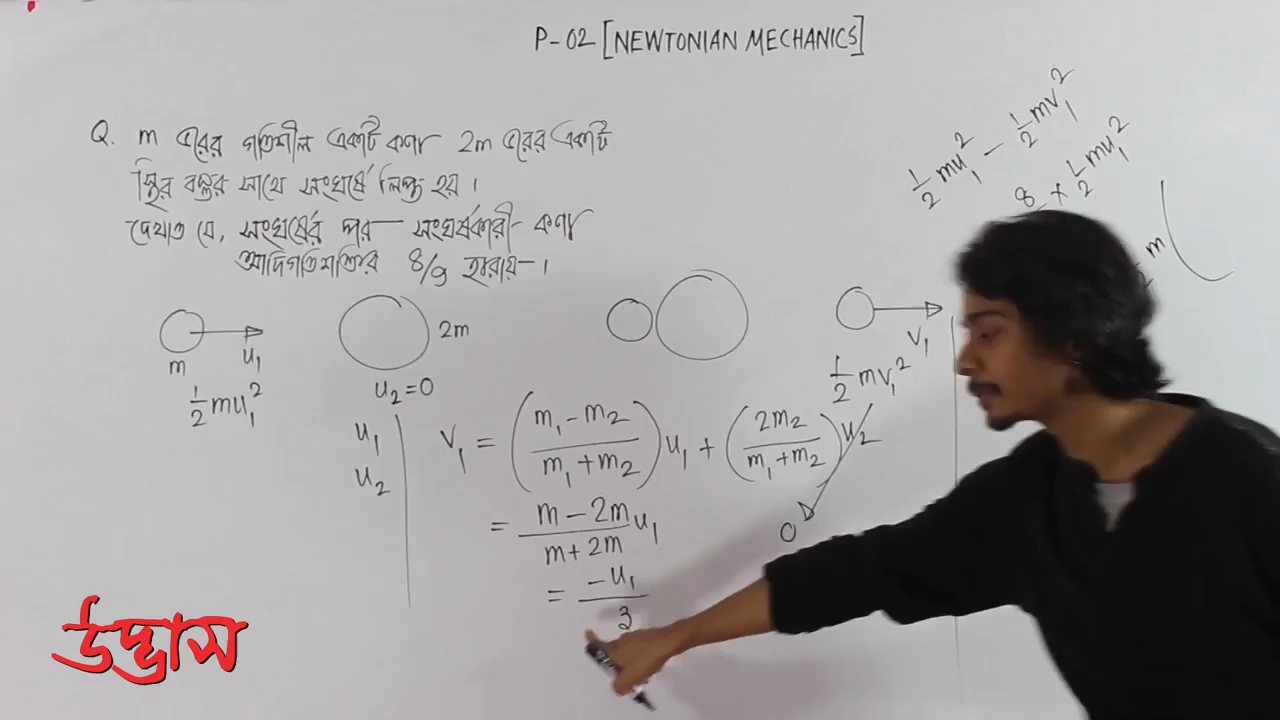 P-02 [NEWTONIAN MECHANICS]
Q. m ভরের গতিশীল একটি কণা 2m ভরের একটি
স্থির বস্তুর সাথে সংঘর্ষে লিপ্ত হয়।
দেখাও যে, সংঘর্ষের পর সংঘর্ষকারী কণা
আদিগতিশক্তির 8/9 হারায়।
m
u₁
½mu₁²
2m
u₂=0
v₁
½mv₁²
½mu₁² − ½mv₁²
8 × ½mu₁²
m
u₁
u₂
v₁ = ((m₁−m₂)/(m₁+m₂))u₁ + (2m₂/(m₁+m₂))u₂
0
= (m−2m)/(m+2m) u₁
= −u₁/3
উদ্ভাস